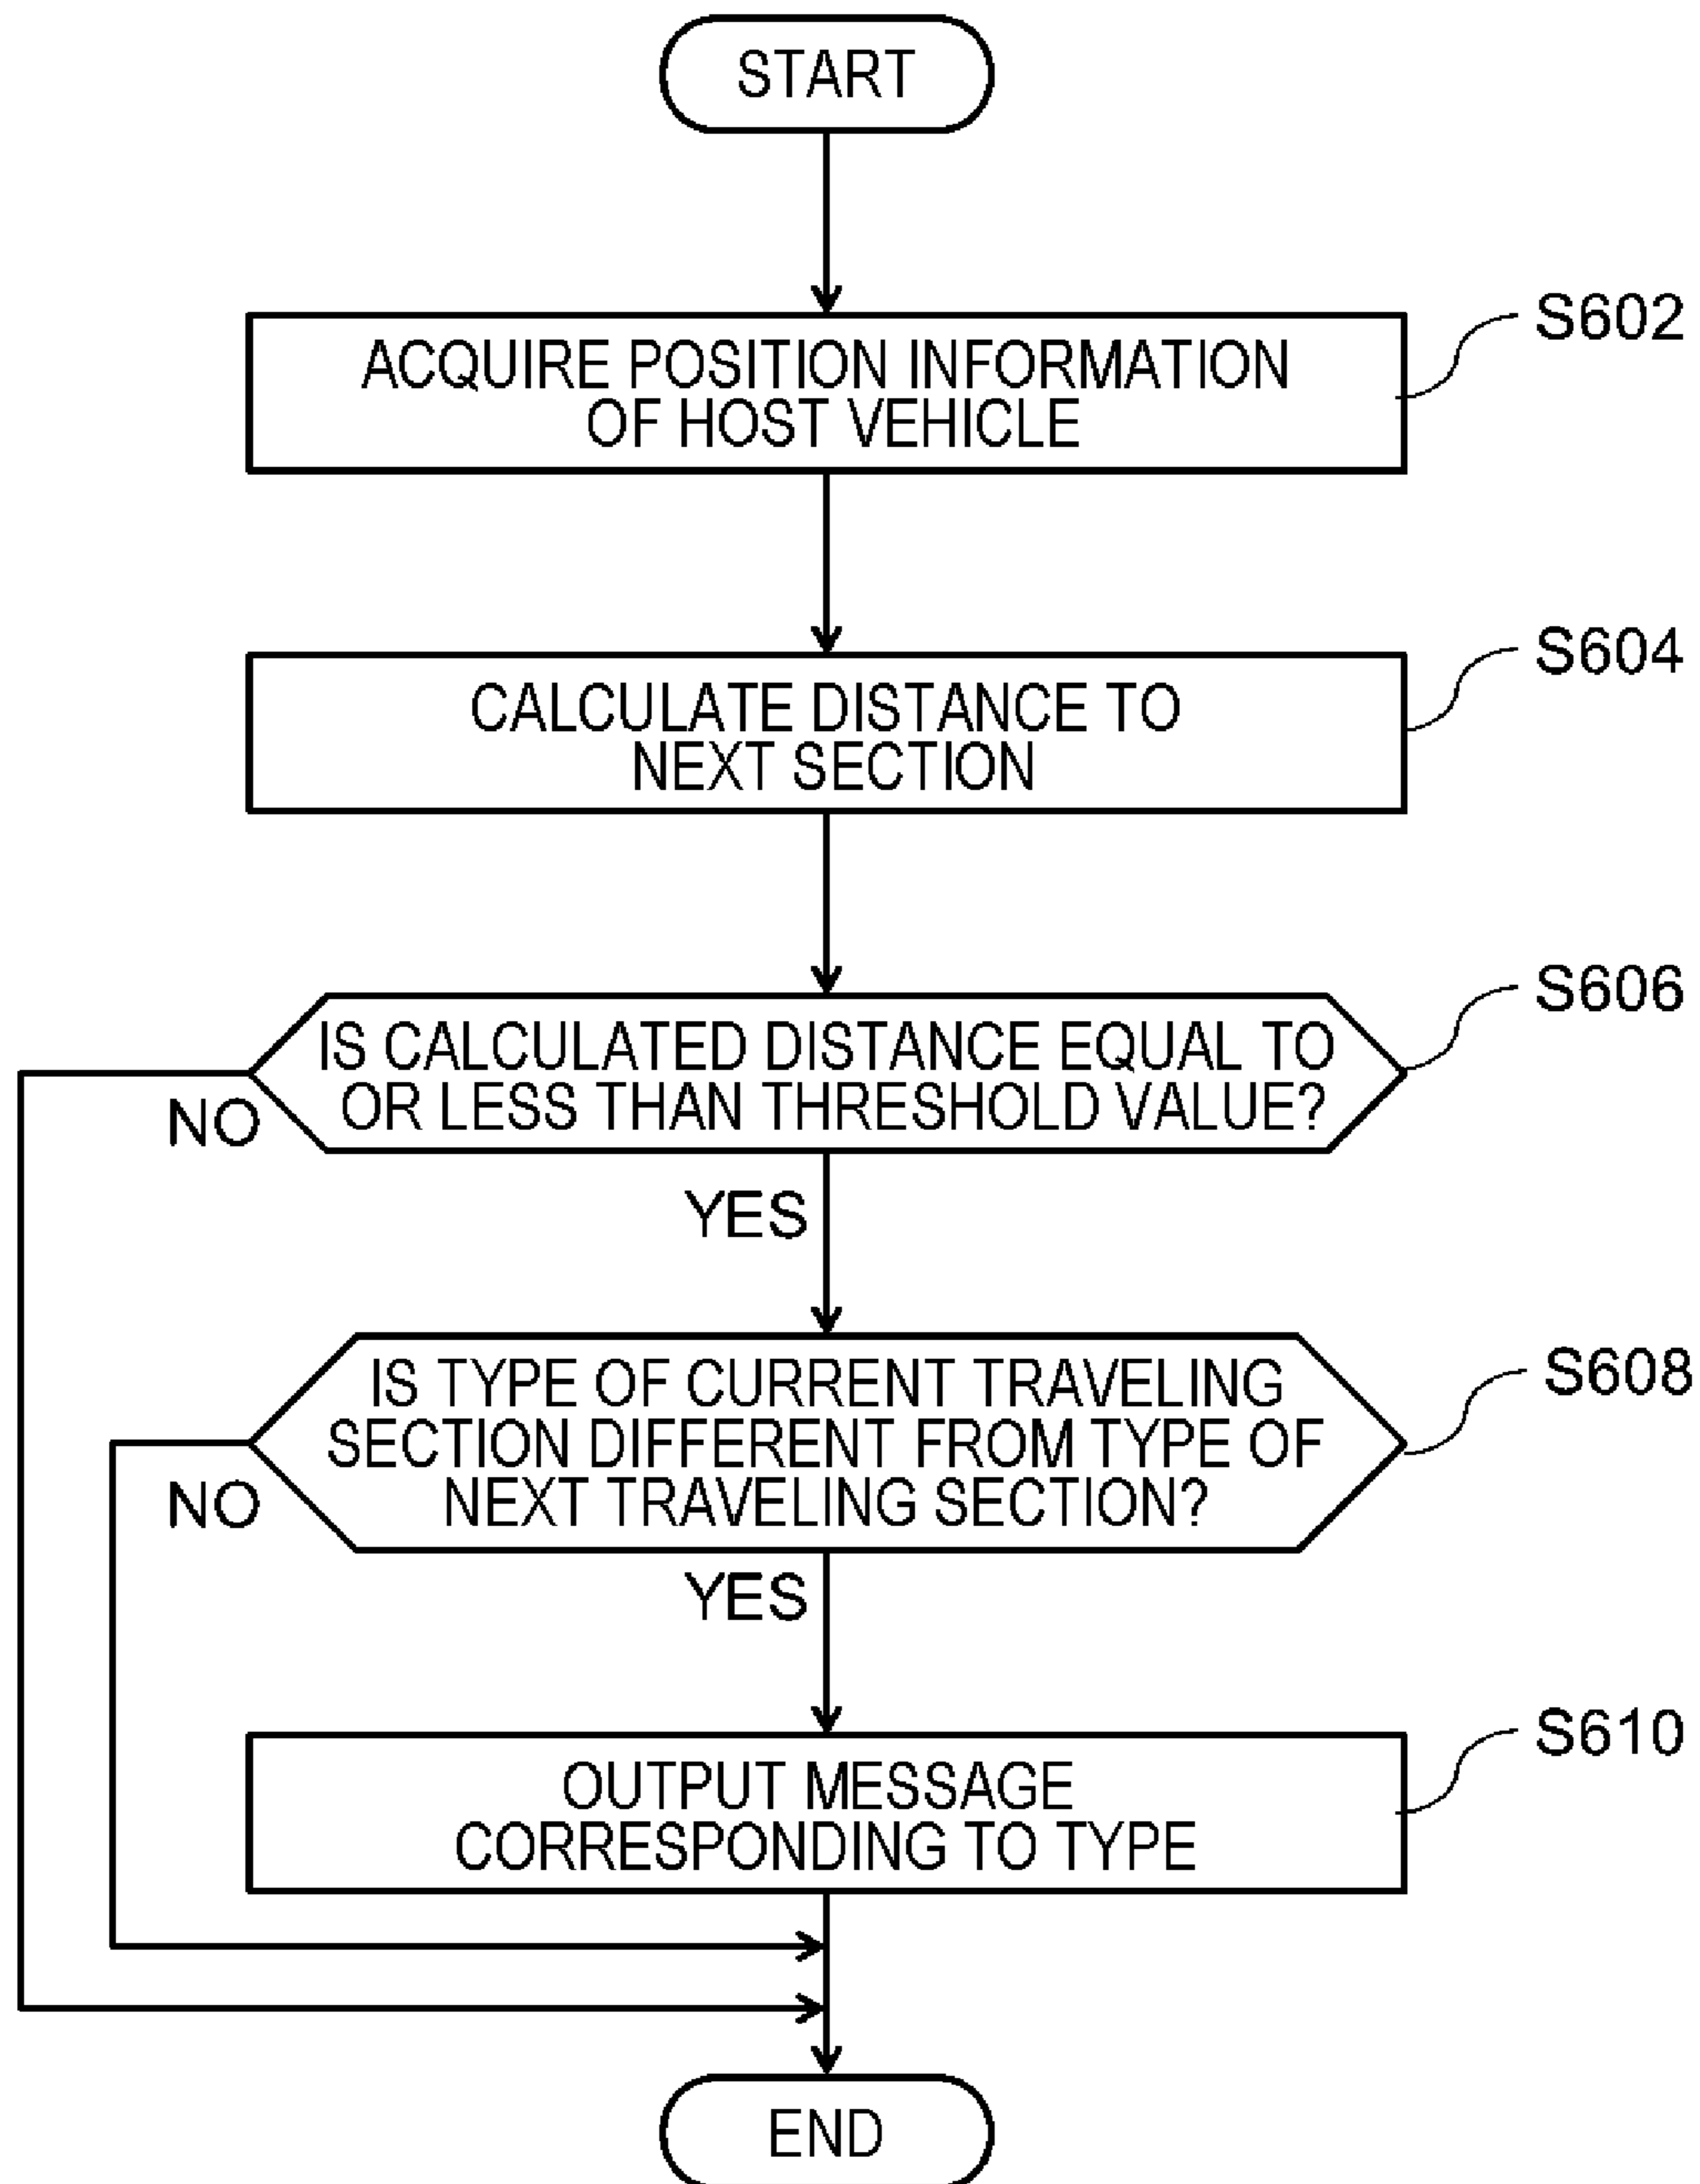 START
ACQUIRE POSITION INFORMATION
OF HOST VEHICLE
S602
CALCULATE DISTANCE TO
NEXT SECTION
S604
IS CALCULATED DISTANCE EQUAL TO
OR LESS THAN THRESHOLD VALUE?
S606
NO
YES
IS TYPE OF CURRENT TRAVELING
SECTION DIFFERENT FROM TYPE OF
NEXT TRAVELING SECTION?
S608
NO
YES
OUTPUT MESSAGE
CORRESPONDING TO TYPE
S610
END